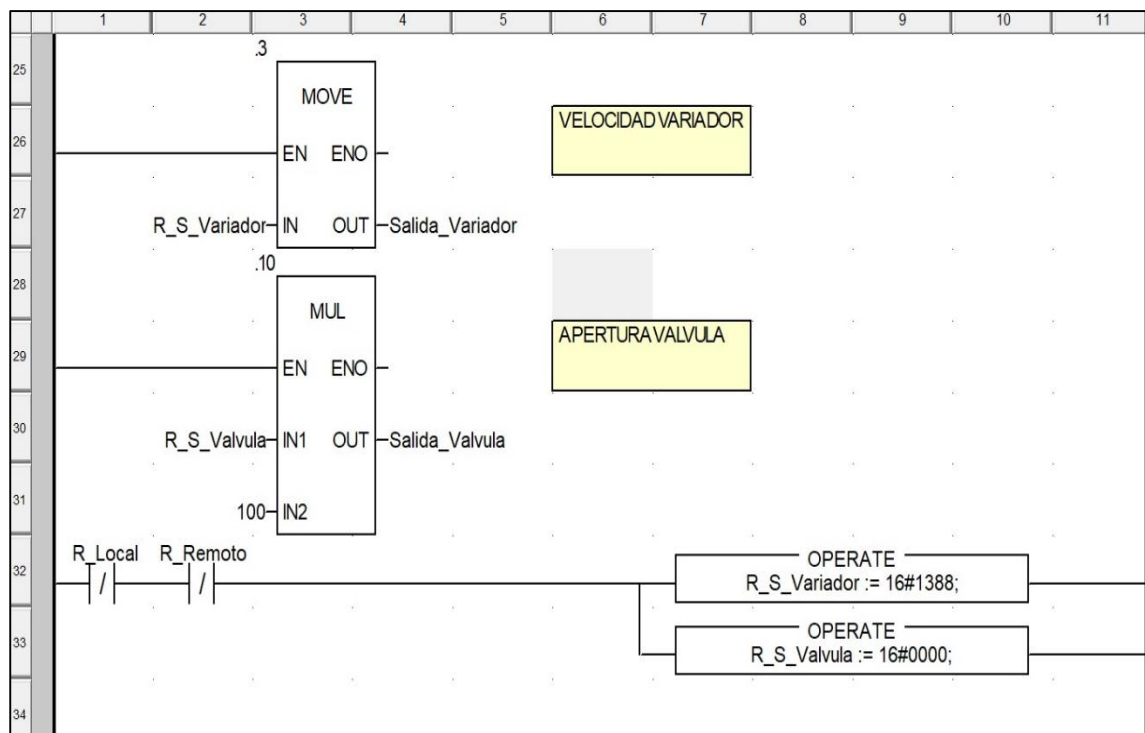 1 2 3 4 5 6 7 8 9 10 11
25
.3
MOVE
26
EN ENO
VELOCIDAD VARIADOR
27
R_S_Variador IN OUT Salida_Variador
28
.10
MUL
29
EN ENO
APERTURA VALVULA
30
R_S_Valvula IN1 OUT Salida_Valvula
31
100 IN2
32
R_Local R_Remoto
/ /
OPERATE
R_S_Variador := 16#1388;
33
OPERATE
R_S_Valvula := 16#0000;
34